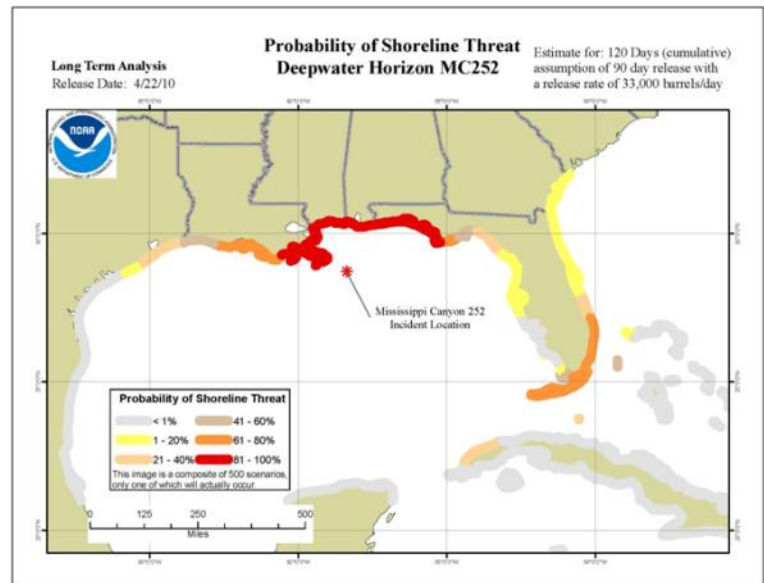 Probability of Shoreline Threat
Deepwater Horizon MC252
Long Term Analysis
Release Date: 4/22/10
Estimate for: 120 Days (cumulative)
assumption of 90 day release with
a release rate of 33,000 barrels/day
NOAA
Mississippi Canyon 252
Incident Location
Probability of Shoreline Threat
< 1%
41 - 60%
1 - 20%
61 - 80%
21 - 40%
81 - 100%
This image is a composite of 500 scenarios,
only one of which will actually occur.
0 125 250 500
Miles